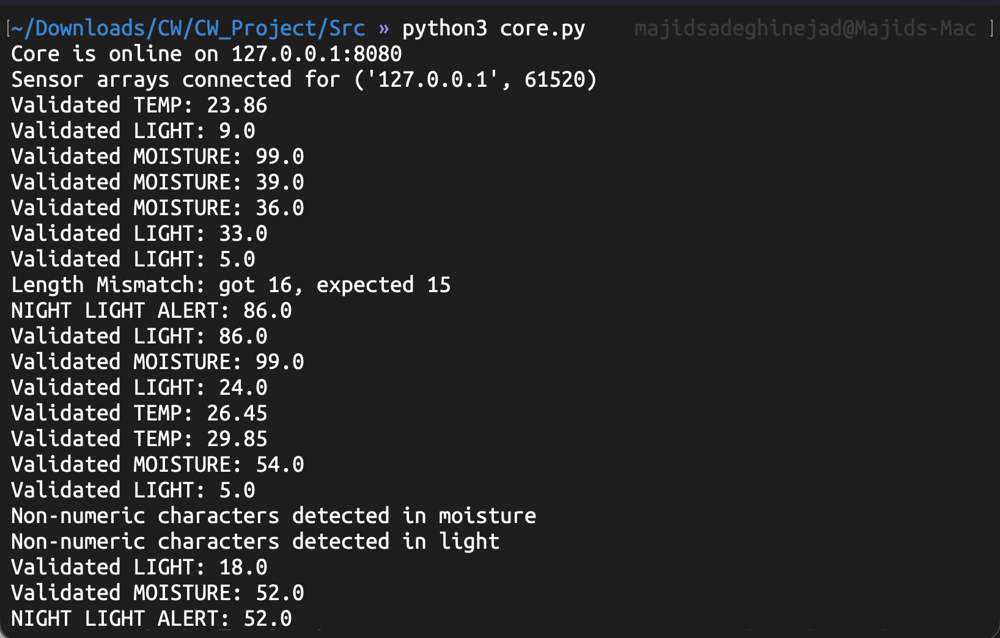 [~/Downloads/CW/CW_Project/Src » python3 core.py majidsadeghinejad@Majids-Mac ]
Core is online on 127.0.0.1:8080
Sensor arrays connected for ('127.0.0.1', 61520)
Validated TEMP: 23.86
Validated LIGHT: 9.0
Validated MOISTURE: 99.0
Validated MOISTURE: 39.0
Validated MOISTURE: 36.0
Validated LIGHT: 33.0
Validated LIGHT: 5.0
Length Mismatch: got 16, expected 15
NIGHT LIGHT ALERT: 86.0
Validated LIGHT: 86.0
Validated MOISTURE: 99.0
Validated LIGHT: 24.0
Validated TEMP: 26.45
Validated TEMP: 29.85
Validated MOISTURE: 54.0
Validated LIGHT: 5.0
Non-numeric characters detected in moisture
Non-numeric characters detected in light
Validated LIGHT: 18.0
Validated MOISTURE: 52.0
NIGHT LIGHT ALERT: 52.0